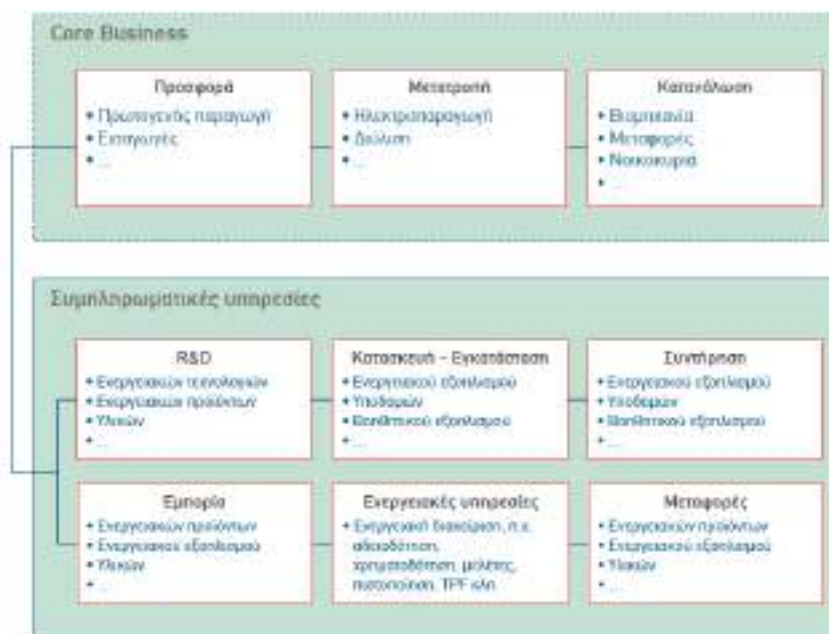 Core Business
Προσφορά
• Πρωτογενής παραγωγή
• Εισαγωγές
• ...
Μετατροπή
• Ηλεκτροπαραγωγή
• Διύλιση
• ...
Κατανάλωση
• Βιομηχανία
• Μεταφορές
• Νοικοκυριά
• ...
Συμπληρωματικές υπηρεσίες
R&D
• Ενεργειακών τεχνολογιών
• Ενεργειακών προϊόντων
• Υλικών
• ...
Κατασκευή - Εγκατάσταση
• Ενεργειακού εξοπλισμού
• Υποδομών
• Βοηθητικού εξοπλισμού
• ...
Συντήρηση
• Ενεργειακού εξοπλισμού
• Υποδομών
• Βοηθητικού εξοπλισμού
• ...
Εμπορία
• Ενεργειακών προϊόντων
• Ενεργειακού εξοπλισμού
• Υλικών
• ...
Ενεργειακές υπηρεσίες
• Ενεργειακή διαχείριση, π.χ.
αδειοδότηση,
χρηματοδότηση, μελέτες,
πιστοποίηση, TPF κλπ
Μεταφορές
• Ενεργειακών προϊόντων
• Ενεργειακού εξοπλισμού
• Υλικών
• ...